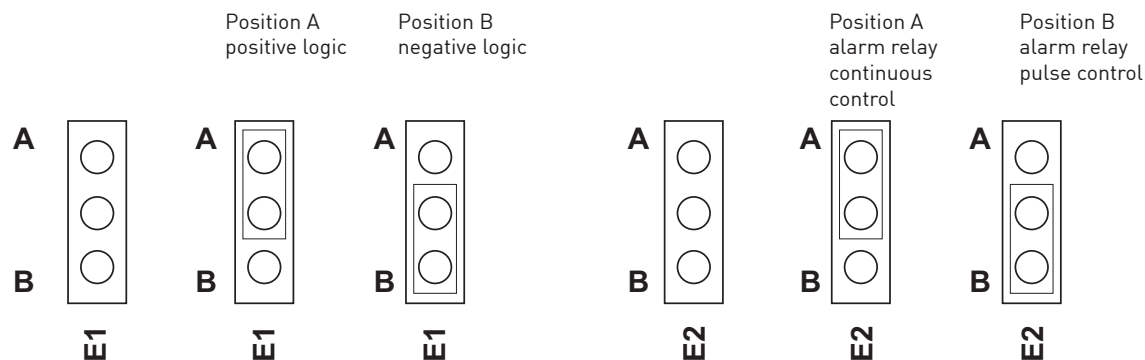 Position A
positive logic
Position B
negative logic
Position A
alarm relay
continuous
control
Position B
alarm relay
pulse control
A
A
A
A
A
A
B
B
B
B
B
B
E1
E1
E1
E2
E2
E2